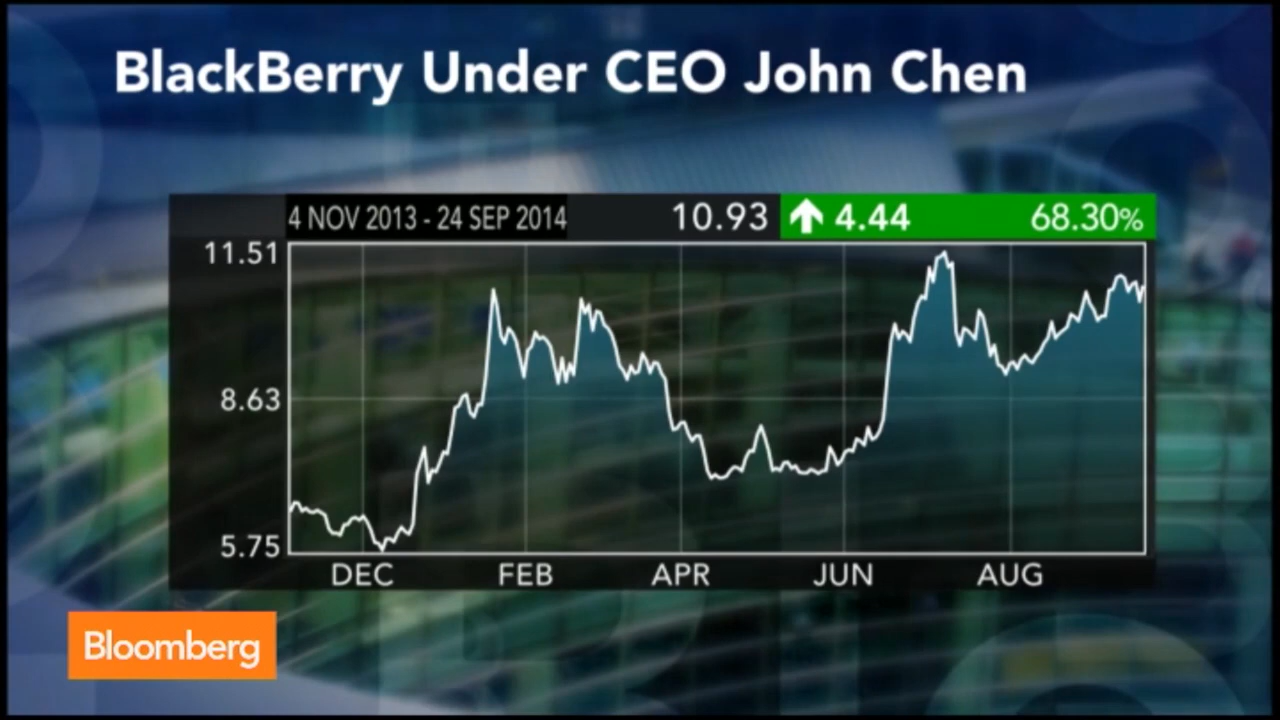 BlackBerry Under CEO John Chen
4 NOV 2013 - 24 SEP 2014 10.93 4.44 68.30%
11.51
8.63
5.75
DEC FEB APR JUN AUG
Bloomberg